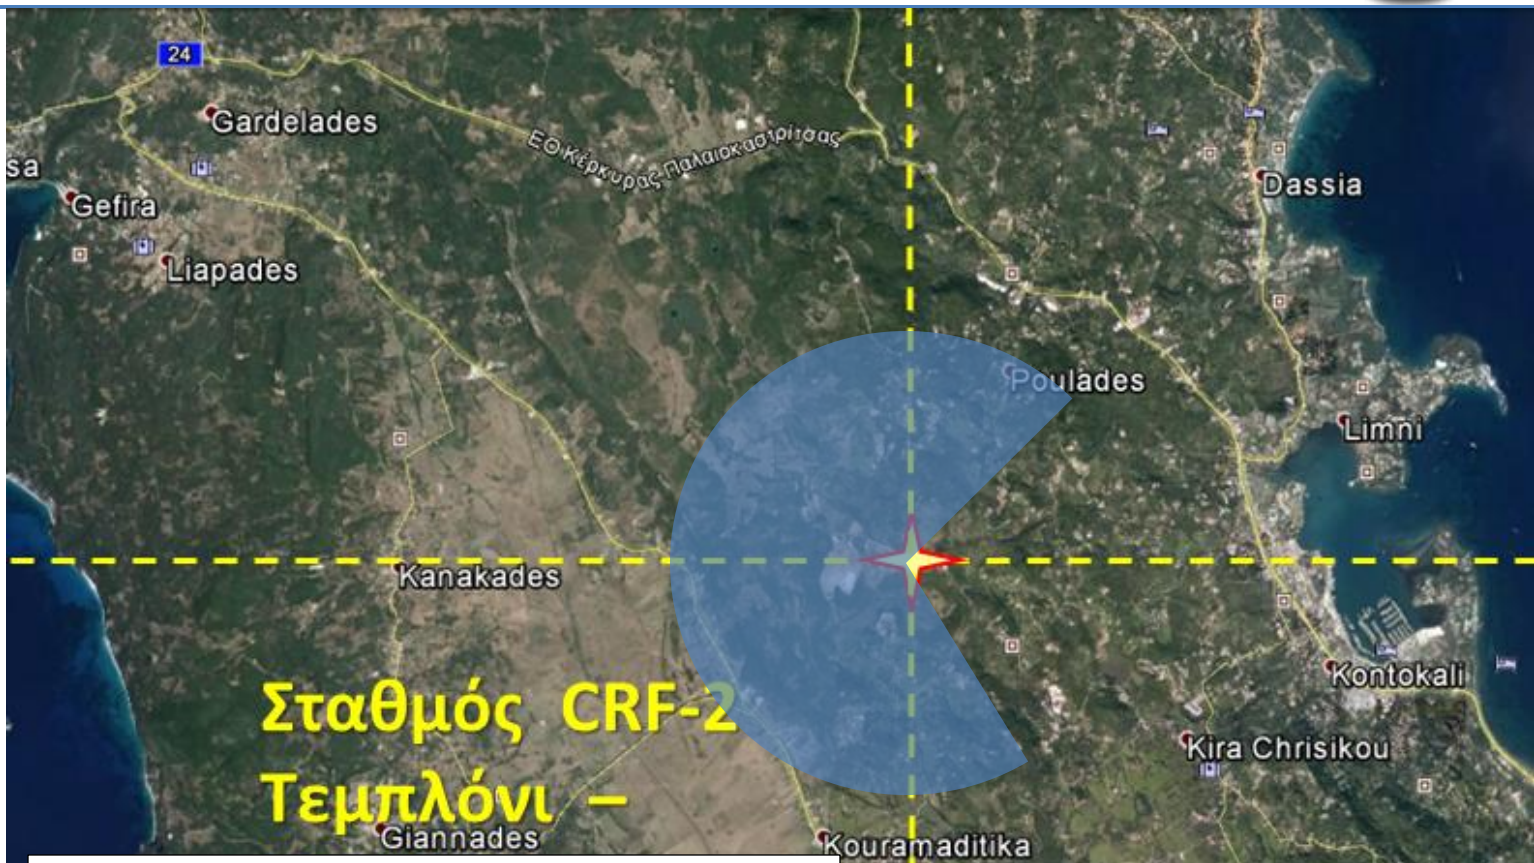 24
Gardelades
ΕΘ Κέρκυρας Παλαιοκαστρίτσας
sa
Dassia
Gefira
Liapades
Poulades
Limni
Kanakades
Kontokali
Σταθμός CRF-2
Kira Chrisikou
Τεμπλόνι –
Giannades
Kouramaditika